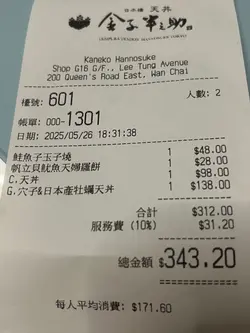 日本橋 天丼
金子半之助
Kaneko Hannosuke
Shop G16 G/F., Lee Tung Avenue
200 Queen's Road East, Wan Chai
檯號: 601 人數: 2
帳單: 000-1301
日期: 2025/05/26 18:31:38
鮭魚子玉子燒 1 $48.00
帆立貝魷魚天婦羅餅 1 $28.00
C.天丼 1 $98.00
G.穴子&日本產牡蠣天丼 1 $138.00
合計 $312.00
服務費 (10%) $31.20
總金額 $343.20
每人平均消費: $171.60